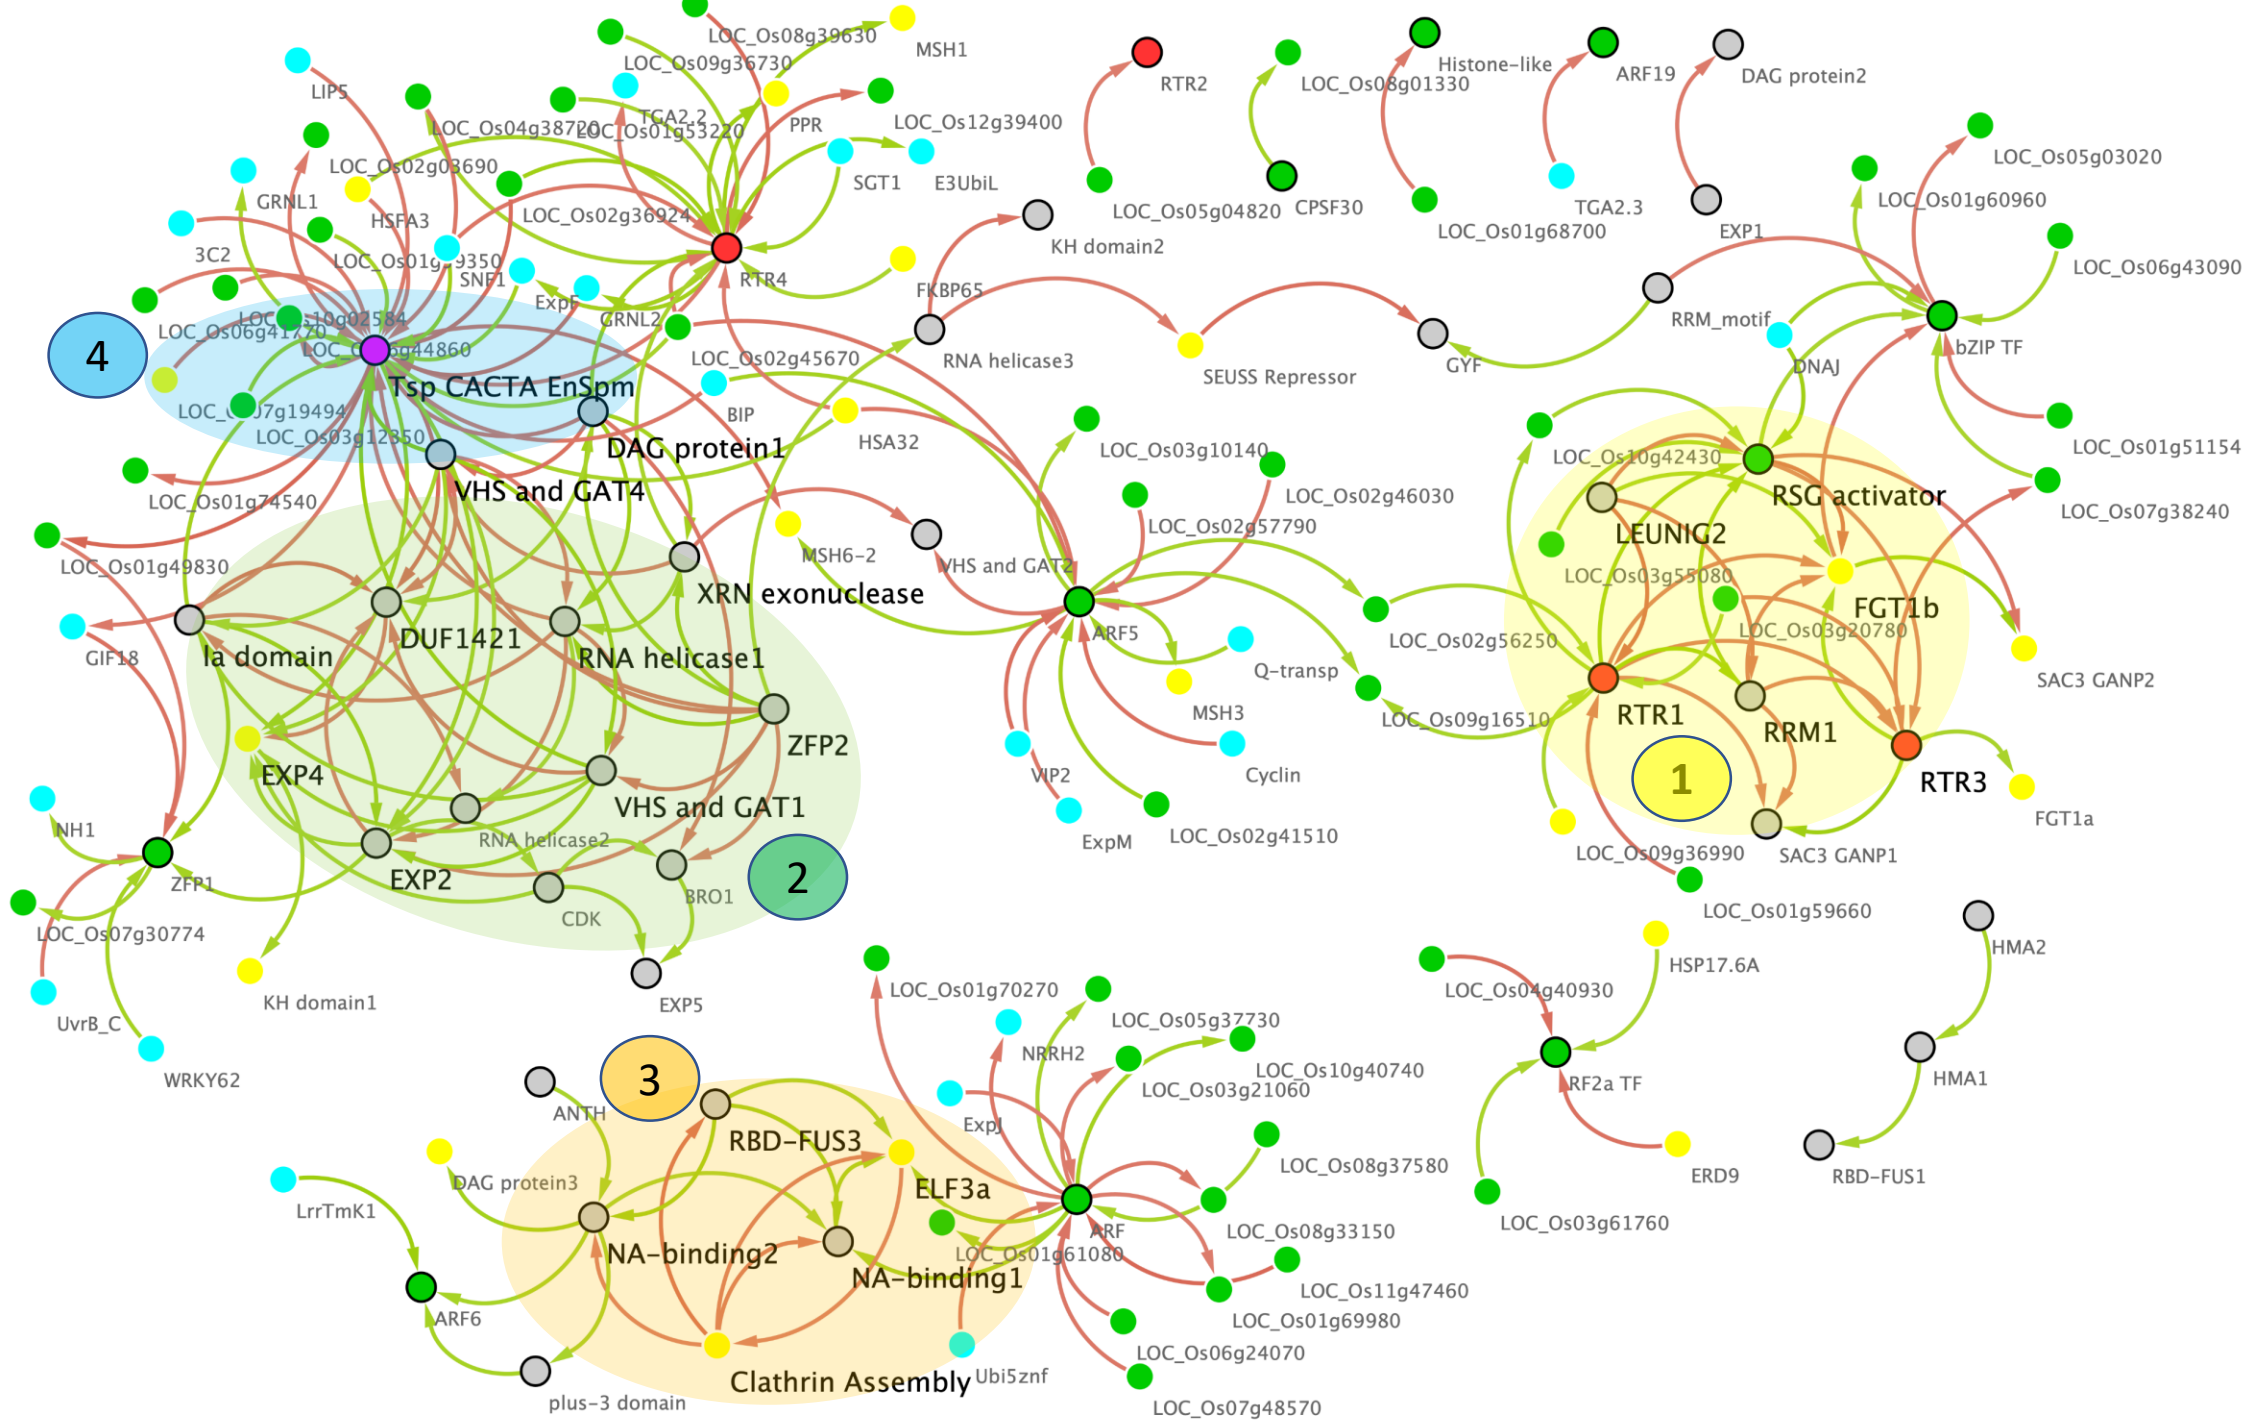 LOC_Os08g39630
MSH1
LOC_Os09g36730
LIP5
TGA2.2
PPR
LOC_Os04g38720
LOC_Os01g53220
LOC_Os12g39400
LOC_Os02g03690
GRNL1
HSFA3
SGT1
E3UbiL
LOC_Os02g36924
3C2
SNF1
ExpF
RTR4
FKBP65
GRNL2
LOC_Os06g41770
LOC_Os10g02584
4
Tsp CACTA EnSpm
LOC_Os02g45670
LOC_Os03g12350
BIP
HSA32
DAG protein1
VHS and GAT4
LOC_Os01g74540
RTR2
LOC_Os05g04820
LOC_Os08g01330
CPSF30
Histone-like
LOC_Os01g68700
ARF19
TGA2.3
DAG protein2
EXP1
KH domain2
RNA helicase3
SEUSS Repressor
GYF
RRM_motif
DNAJ
LOC_Os05g03020
LOC_Os01g60960
LOC_Os06g43090
bZIP TF
LOC_Os01g51154
LOC_Os07g38240
LOC_Os03g10140
LOC_Os02g46030
LOC_Os02g57790
MSH6-2
VHS and GAT2
ARF5
LOC_Os02g56250
Q-transp
MSH3
LOC_Os09g16510
VIP2
Cyclin
ExpM
LOC_Os02g41510
LOC_Os10g42430
RSG activator
LEUNIG2
LOC_Os03g55080
FGT1b
LOC_Os03g20780
SAC3 GANP2
RTR1
RRM1
RTR3
1
FGT1a
SAC3 GANP1
LOC_Os09g36990
LOC_Os01g59660
LOC_Os01g49830
GIF18
XRN exonuclease
DUF1421
Ia domain
RNA helicase1
ZFP2
EXP4
VHS and GAT1
RNA helicase2
EXP2
2
BRO1
CDK
NH1
ZFP1
LOC_Os07g30774
UvrB_C
KH domain1
EXP5
WRKY62
3
ANTH
RBD-FUS3
DAG protein3
ELF3a
LrrTmK1
NA-binding2
NA-binding1
ARF6
Clathrin Assembly
plus-3 domain
LOC_Os01g70270
LOC_Os05g37730
NRRH2
LOC_Os10g40740
LOC_Os03g21060
ExpJ
LOC_Os08g37580
ARF
LOC_Os08g33150
LOC_Os01g61080
LOC_Os11g47460
LOC_Os01g69980
LOC_Os06g24070
Ubi5znf
LOC_Os07g48570
HSP17.6A
LOC_Os04g40930
RF2a TF
ERD9
LOC_Os03g61760
HMA2
HMA1
RBD-FUS1